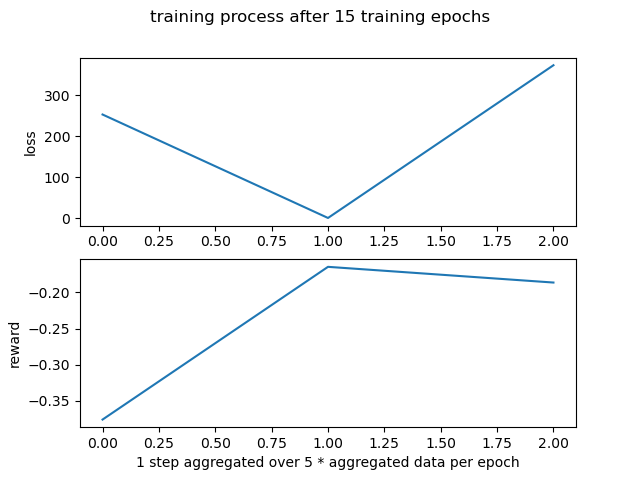 training process after 15 training epochs
300
200
100
0
loss
0.00 0.25 0.50 0.75 1.00 1.25 1.50 1.75 2.00
−0.20
−0.25
−0.30
−0.35
reward
0.00 0.25 0.50 0.75 1.00 1.25 1.50 1.75 2.00
1 step aggregated over 5 * aggregated data per epoch